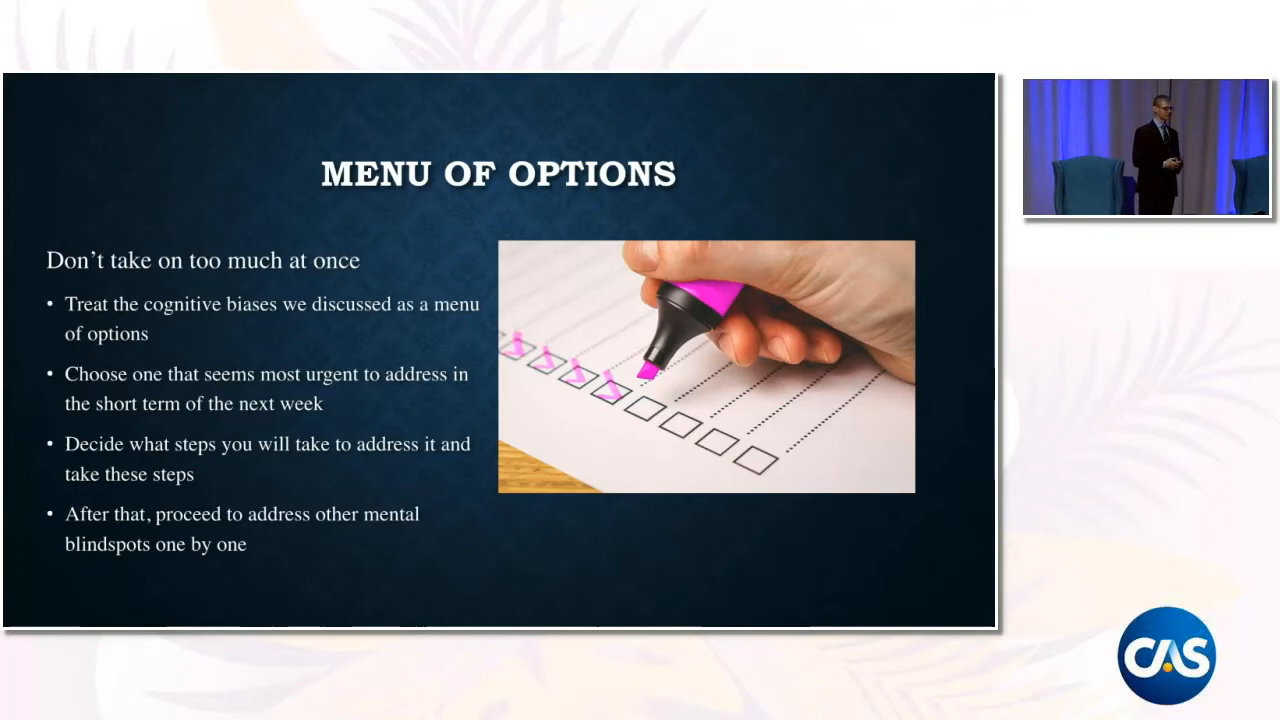 MENU OF OPTIONS
Don't take on too much at once
• Treat the cognitive biases we discussed as a menu
of options
• Choose one that seems most urgent to address in
the short term of the next week
• Decide what steps you will take to address it and
take these steps
• After that, proceed to address other mental
blindspots one by one
CAS